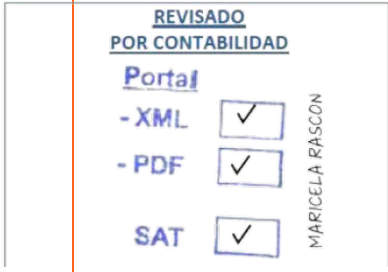 REVISADO
POR CONTABILIDAD
Portal
- XML ✓
- PDF ✓
SAT ✓
MARICELA RASCON